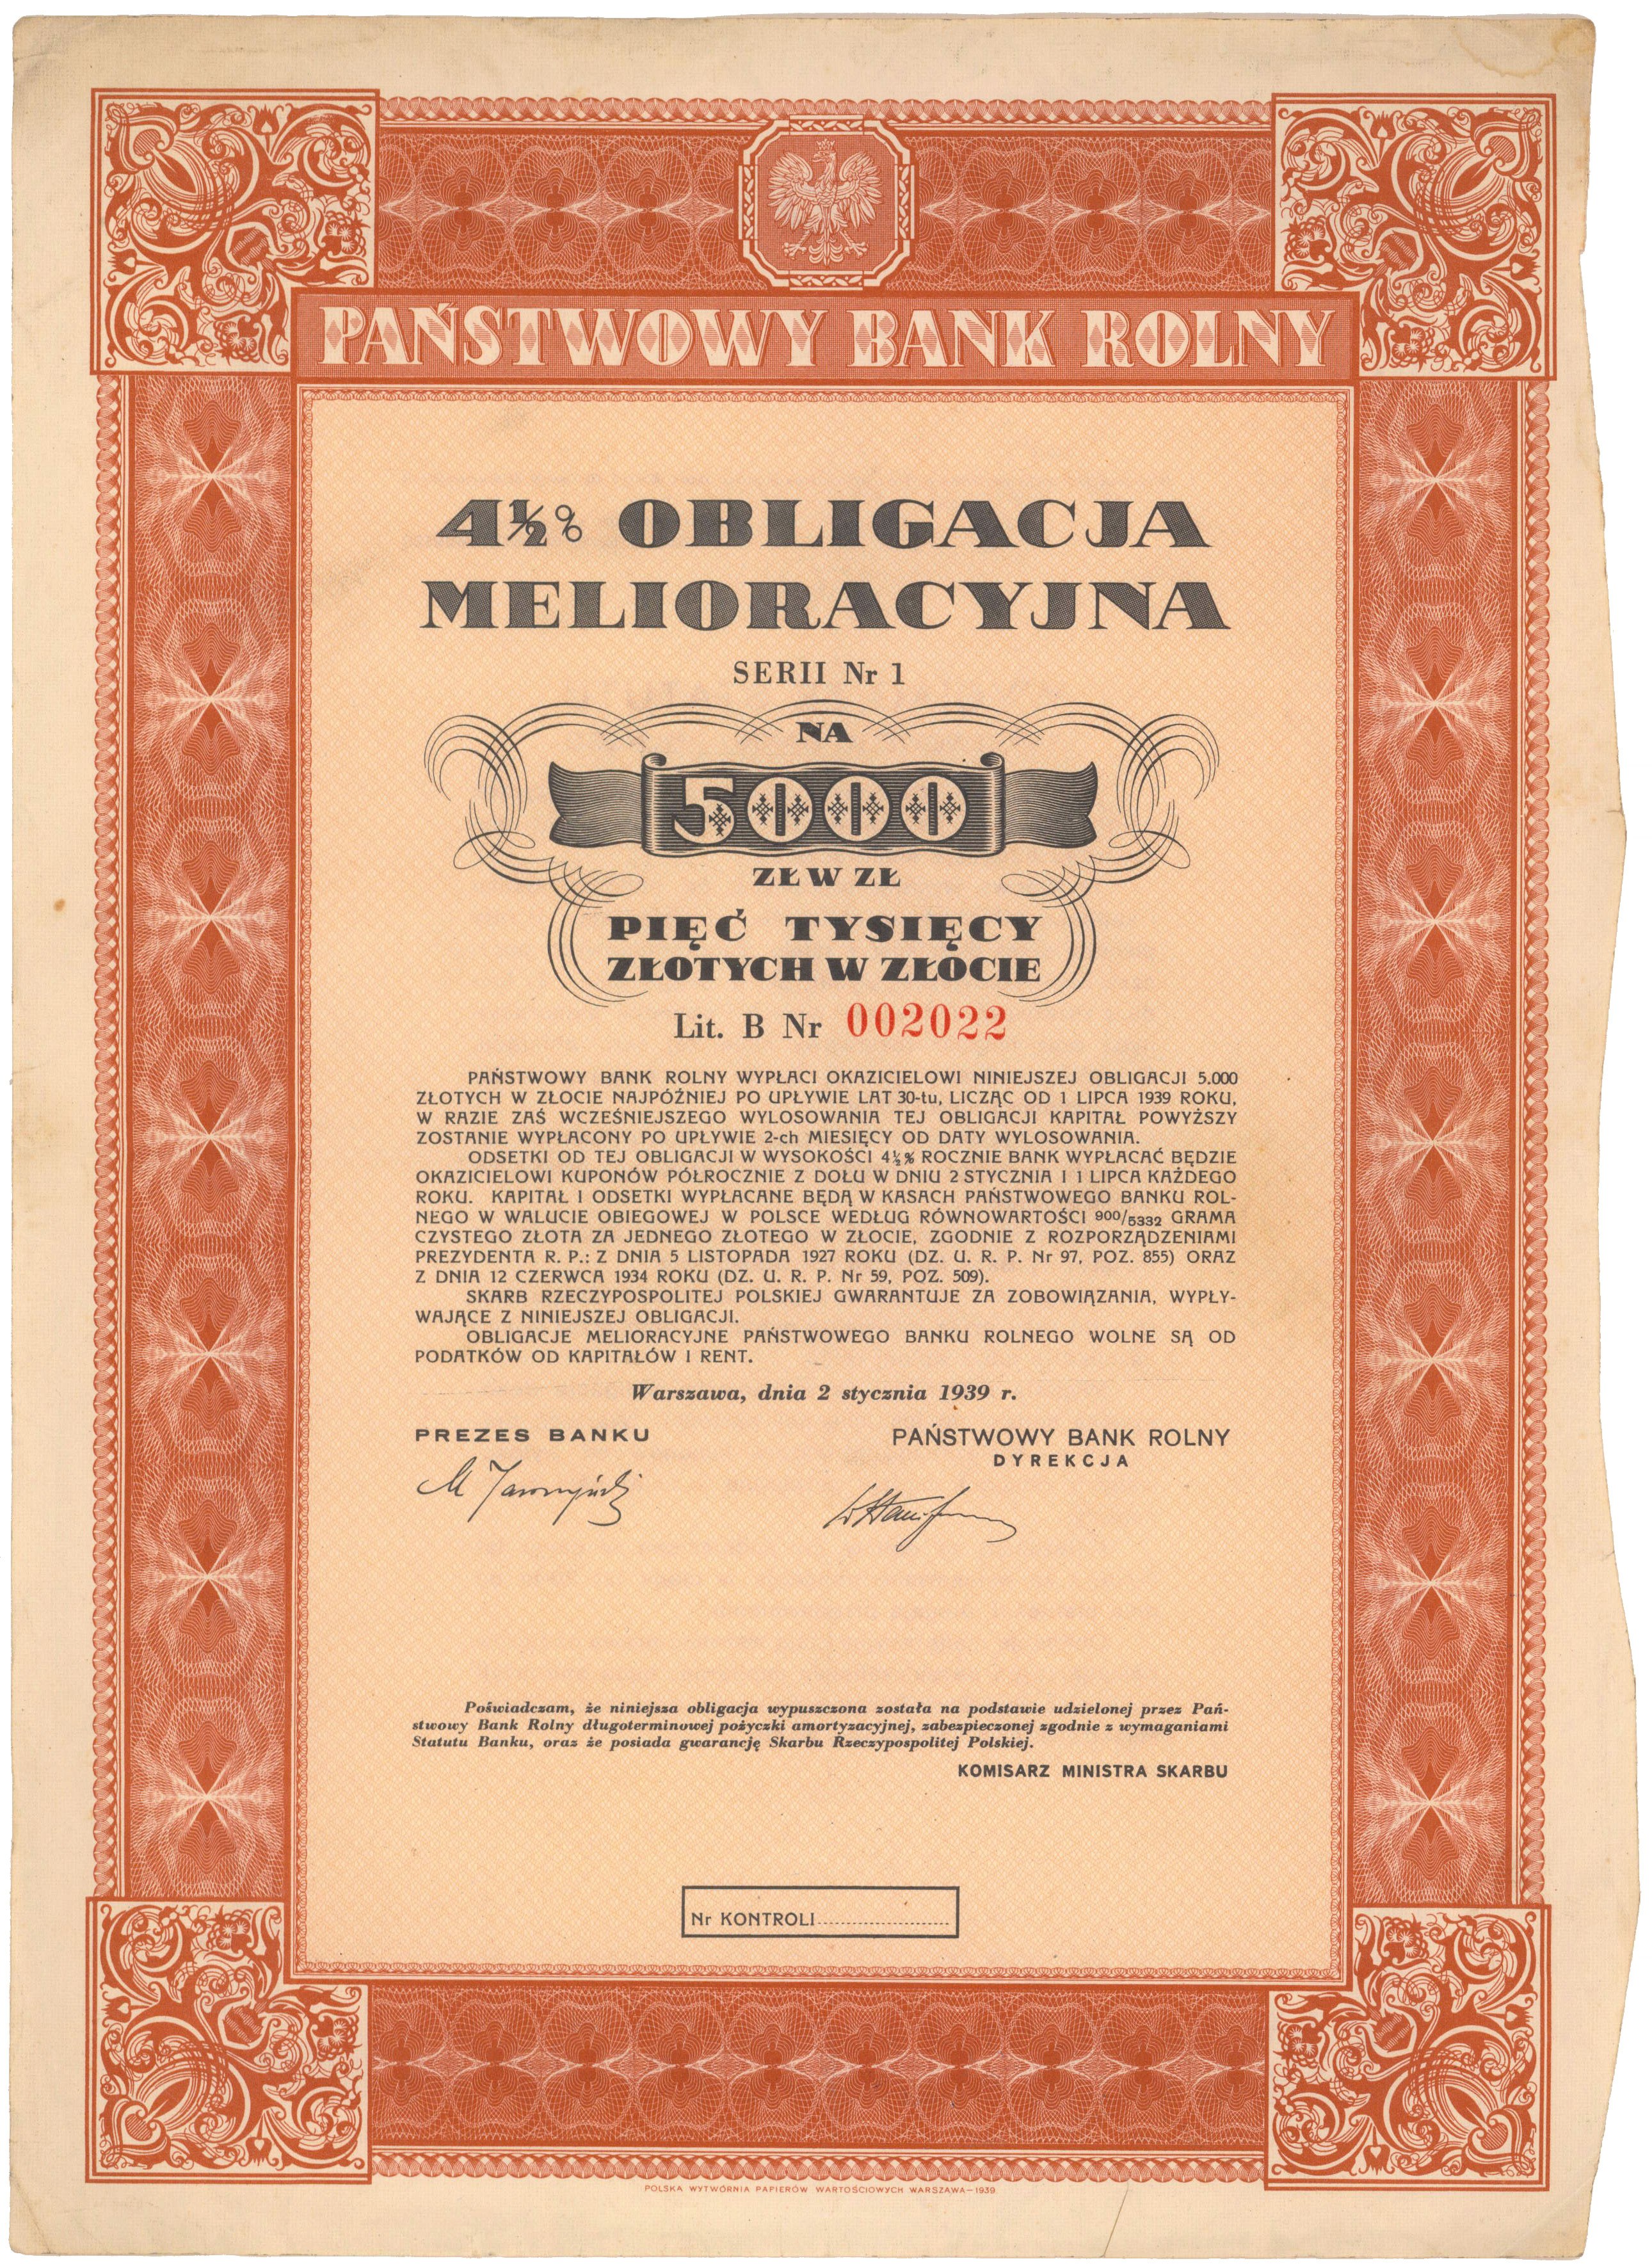 PAŃSTWOWY BANK ROLNY
4½% OBLIGACJA
MELIORACYJNA
SERII Nr 1
NA
5000
ZŁ W ZŁ
PIĘĆ TYSIĘCY
ZŁOTYCH W ZŁOCIE
Lit. B Nr 002022
PAŃSTWOWY BANK ROLNY WYPŁACI OKAZICIELOWI NINIEJSZEJ OBLIGACJI 5.000
ZŁOTYCH W ZŁOCIE NAJPÓŹNIEJ PO UPŁYWIE LAT 30-tu, LICZĄC OD 1 LIPCA 1939 ROKU,
W RAZIE ZAŚ WCZEŚNIEJSZEGO WYLOSOWANIA TEJ OBLIGACJI KAPITAŁ POWYŻSZY
ZOSTANIE WYPŁACONY PO UPŁYWIE 2-ch MIESIĘCY OD DATY WYLOSOWANIA.
ODSETKI OD TEJ OBLIGACJI W WYSOKOŚCI 4½% ROCZNIE BANK WYPŁACAĆ BĘDZIE
OKAZICIELOWI KUPONÓW PÓŁROCZNIE Z DOŁU W DNIU 2 STYCZNIA I 1 LIPCA KAŻDEGO
ROKU. KAPITAŁ I ODSETKI WYPŁACANE BĘDĄ W KASACH PAŃSTWOWEGO BANKU ROL-
NEGO W WALUCIE OBIEGOWEJ W POLSCE WEDŁUG RÓWNOWARTOŚCI 900/5332 GRAMA
CZYSTEGO ZŁOTA ZA JEDNEGO ZŁOTEGO W ZŁOCIE, ZGODNIE Z ROZPORZĄDZENIAMI
PREZYDENTA R. P.: Z DNIA 5 LISTOPADA 1927 ROKU (DZ. U. R. P. Nr 97, POZ. 855) ORAZ
Z DNIA 12 CZERWCA 1934 ROKU (DZ. U. R. P. Nr 59, POZ. 509).
SKARB RZECZYPOSPOLITEJ POLSKIEJ GWARANTUJE ZA ZOBOWIĄZANIA, WYPŁY-
WAJĄCE Z NINIEJSZEJ OBLIGACJI.
OBLIGACJE MELIORACYJNE PAŃSTWOWEGO BANKU ROLNEGO WOLNE SĄ OD
PODATKÓW OD KAPITAŁÓW I RENT.
Warszawa, dnia 2 stycznia 1939 r.
PREZES BANKU
PAŃSTWOWY BANK ROLNY
DYREKCJA
Poświadczam, że niniejsza obligacja wypuszczona została na podstawie udzielonej przez Pań-
stwowy Bank Rolny długoterminowej pożyczki amortyzacyjnej, zabezpieczonej zgodnie z wymaganiami
Statutu Banku, oraz że posiada gwarancję Skarbu Rzeczypospolitej Polskiej.
KOMISARZ MINISTRA SKARBU
Nr KONTROLI
POLSKA WYTWÓRNIA PAPIERÓW WARTOŚCIOWYCH WARSZAWA—1939